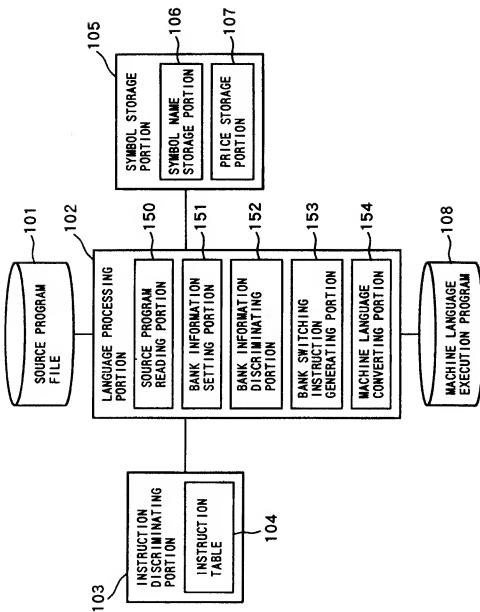 101
SOURCE PROGRAM
FILE
102
LANGUAGE PROCESSING
PORTION
SOURCE PROGRAM
READING PORTION
150
BANK INFORMATION
SETTING PORTION
151
BANK INFORMATION
DISCRIMINATING
PORTION
152
BANK SWITCHING
INSTRUCTION
GENERATING PORTION
153
MACHINE LANGUAGE
CONVERTING PORTION
154
103
INSTRUCTION
DISCRIMINATING
PORTION
INSTRUCTION
TABLE
104
105
SYMBOL STORAGE
PORTION
SYMBOL NAME
STORAGE PORTION
106
PRICE STORAGE
PORTION
107
MACHINE LANGUAGE
EXECUTION PROGRAM
108